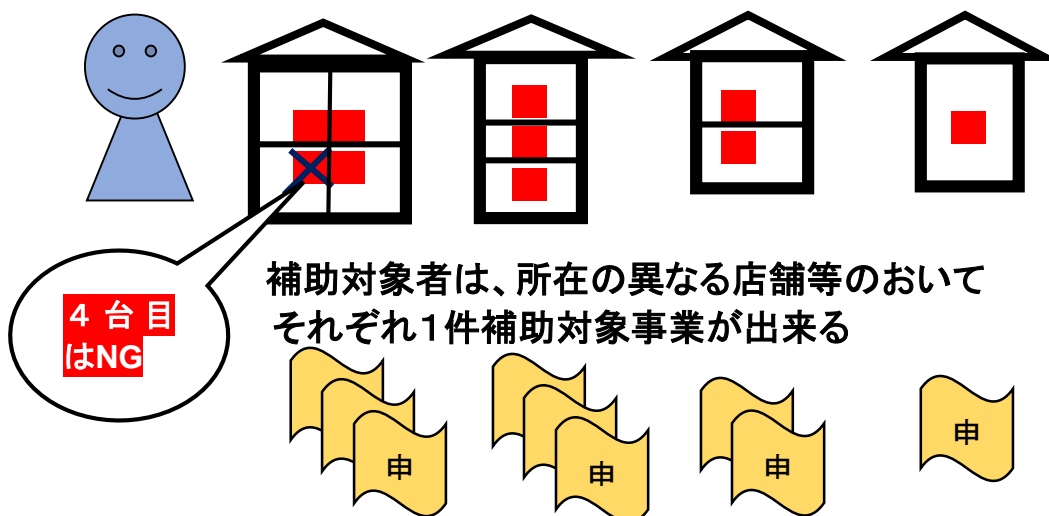 補助対象者は、所在の異なる店舗等のおいて
それぞれ1件補助対象事業が出来る
4台目
はNG
申
申
申
申